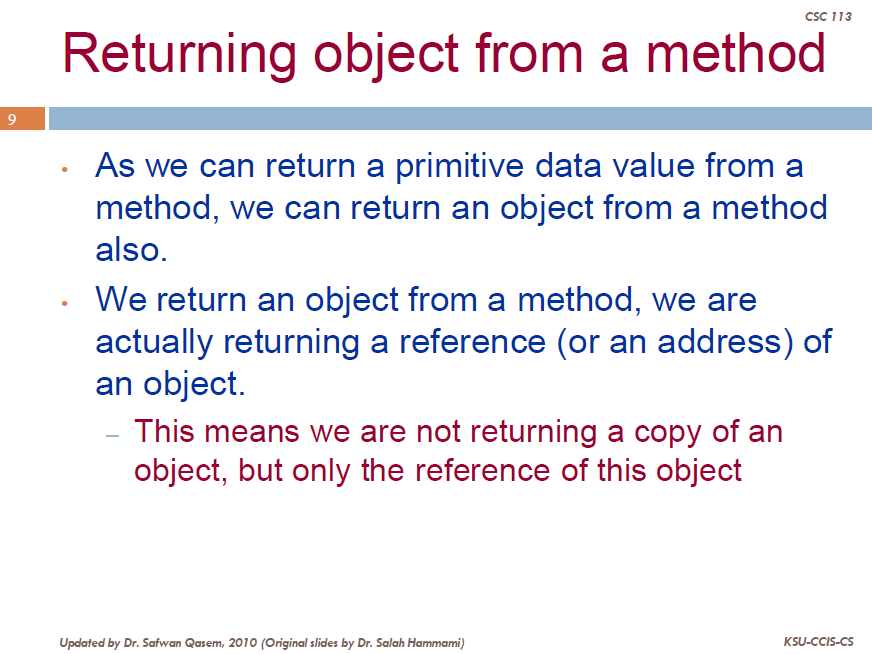 CSC 113
Returning object from a method
9
• As we can return a primitive data value from a
method, we can return an object from a method
also.
• We return an object from a method, we are
actually returning a reference (or an address) of
an object.
– This means we are not returning a copy of an
object, but only the reference of this object
Updated by Dr. Safwan Qasem, 2010 (Original slides by Dr. Salah Hammami)
KSU-CCIS-CS